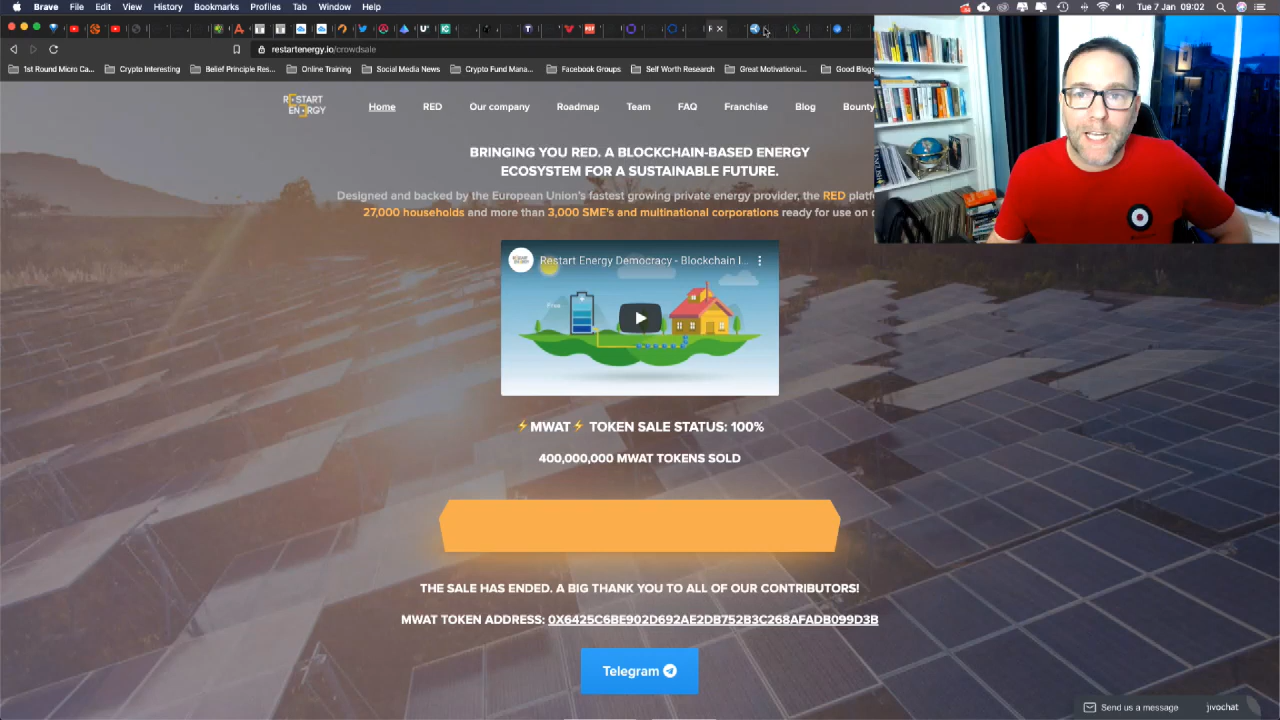 Brave File Edit View History Bookmarks Profiles Tab Window Help
Tue 7 Jan 09:02
restartenergy.io/crowdsale
1st Round Micro Ca... Crypto Interesting Belief Principle Res... Online Training Social Media News Crypto Fund Mana... Facebook Groups Self Worth Research Great Motivational... Good Blogs
RESTART ENERGY
Home RED Our company Roadmap Team FAQ Franchise Blog Bounty
BRINGING YOU RED. A BLOCKCHAIN-BASED ENERGY
ECOSYSTEM FOR A SUSTAINABLE FUTURE.
Designed and backed by the European Union's fastest growing private energy provider, the RED
27,000 households and more than 3,000 SME's and multinational corporations ready for use on
Restart Energy Democracy - Blockchain I...
Free
⚡MWAT⚡ TOKEN SALE STATUS: 100%
400,000,000 MWAT TOKENS SOLD
THE SALE HAS ENDED. A BIG THANK YOU TO ALL OF OUR CONTRIBUTORS!
MWAT TOKEN ADDRESS: 0X6425C6BE902D692AE2DB752B3C268AFADB099D3B
Telegram
Send us a message jivochat